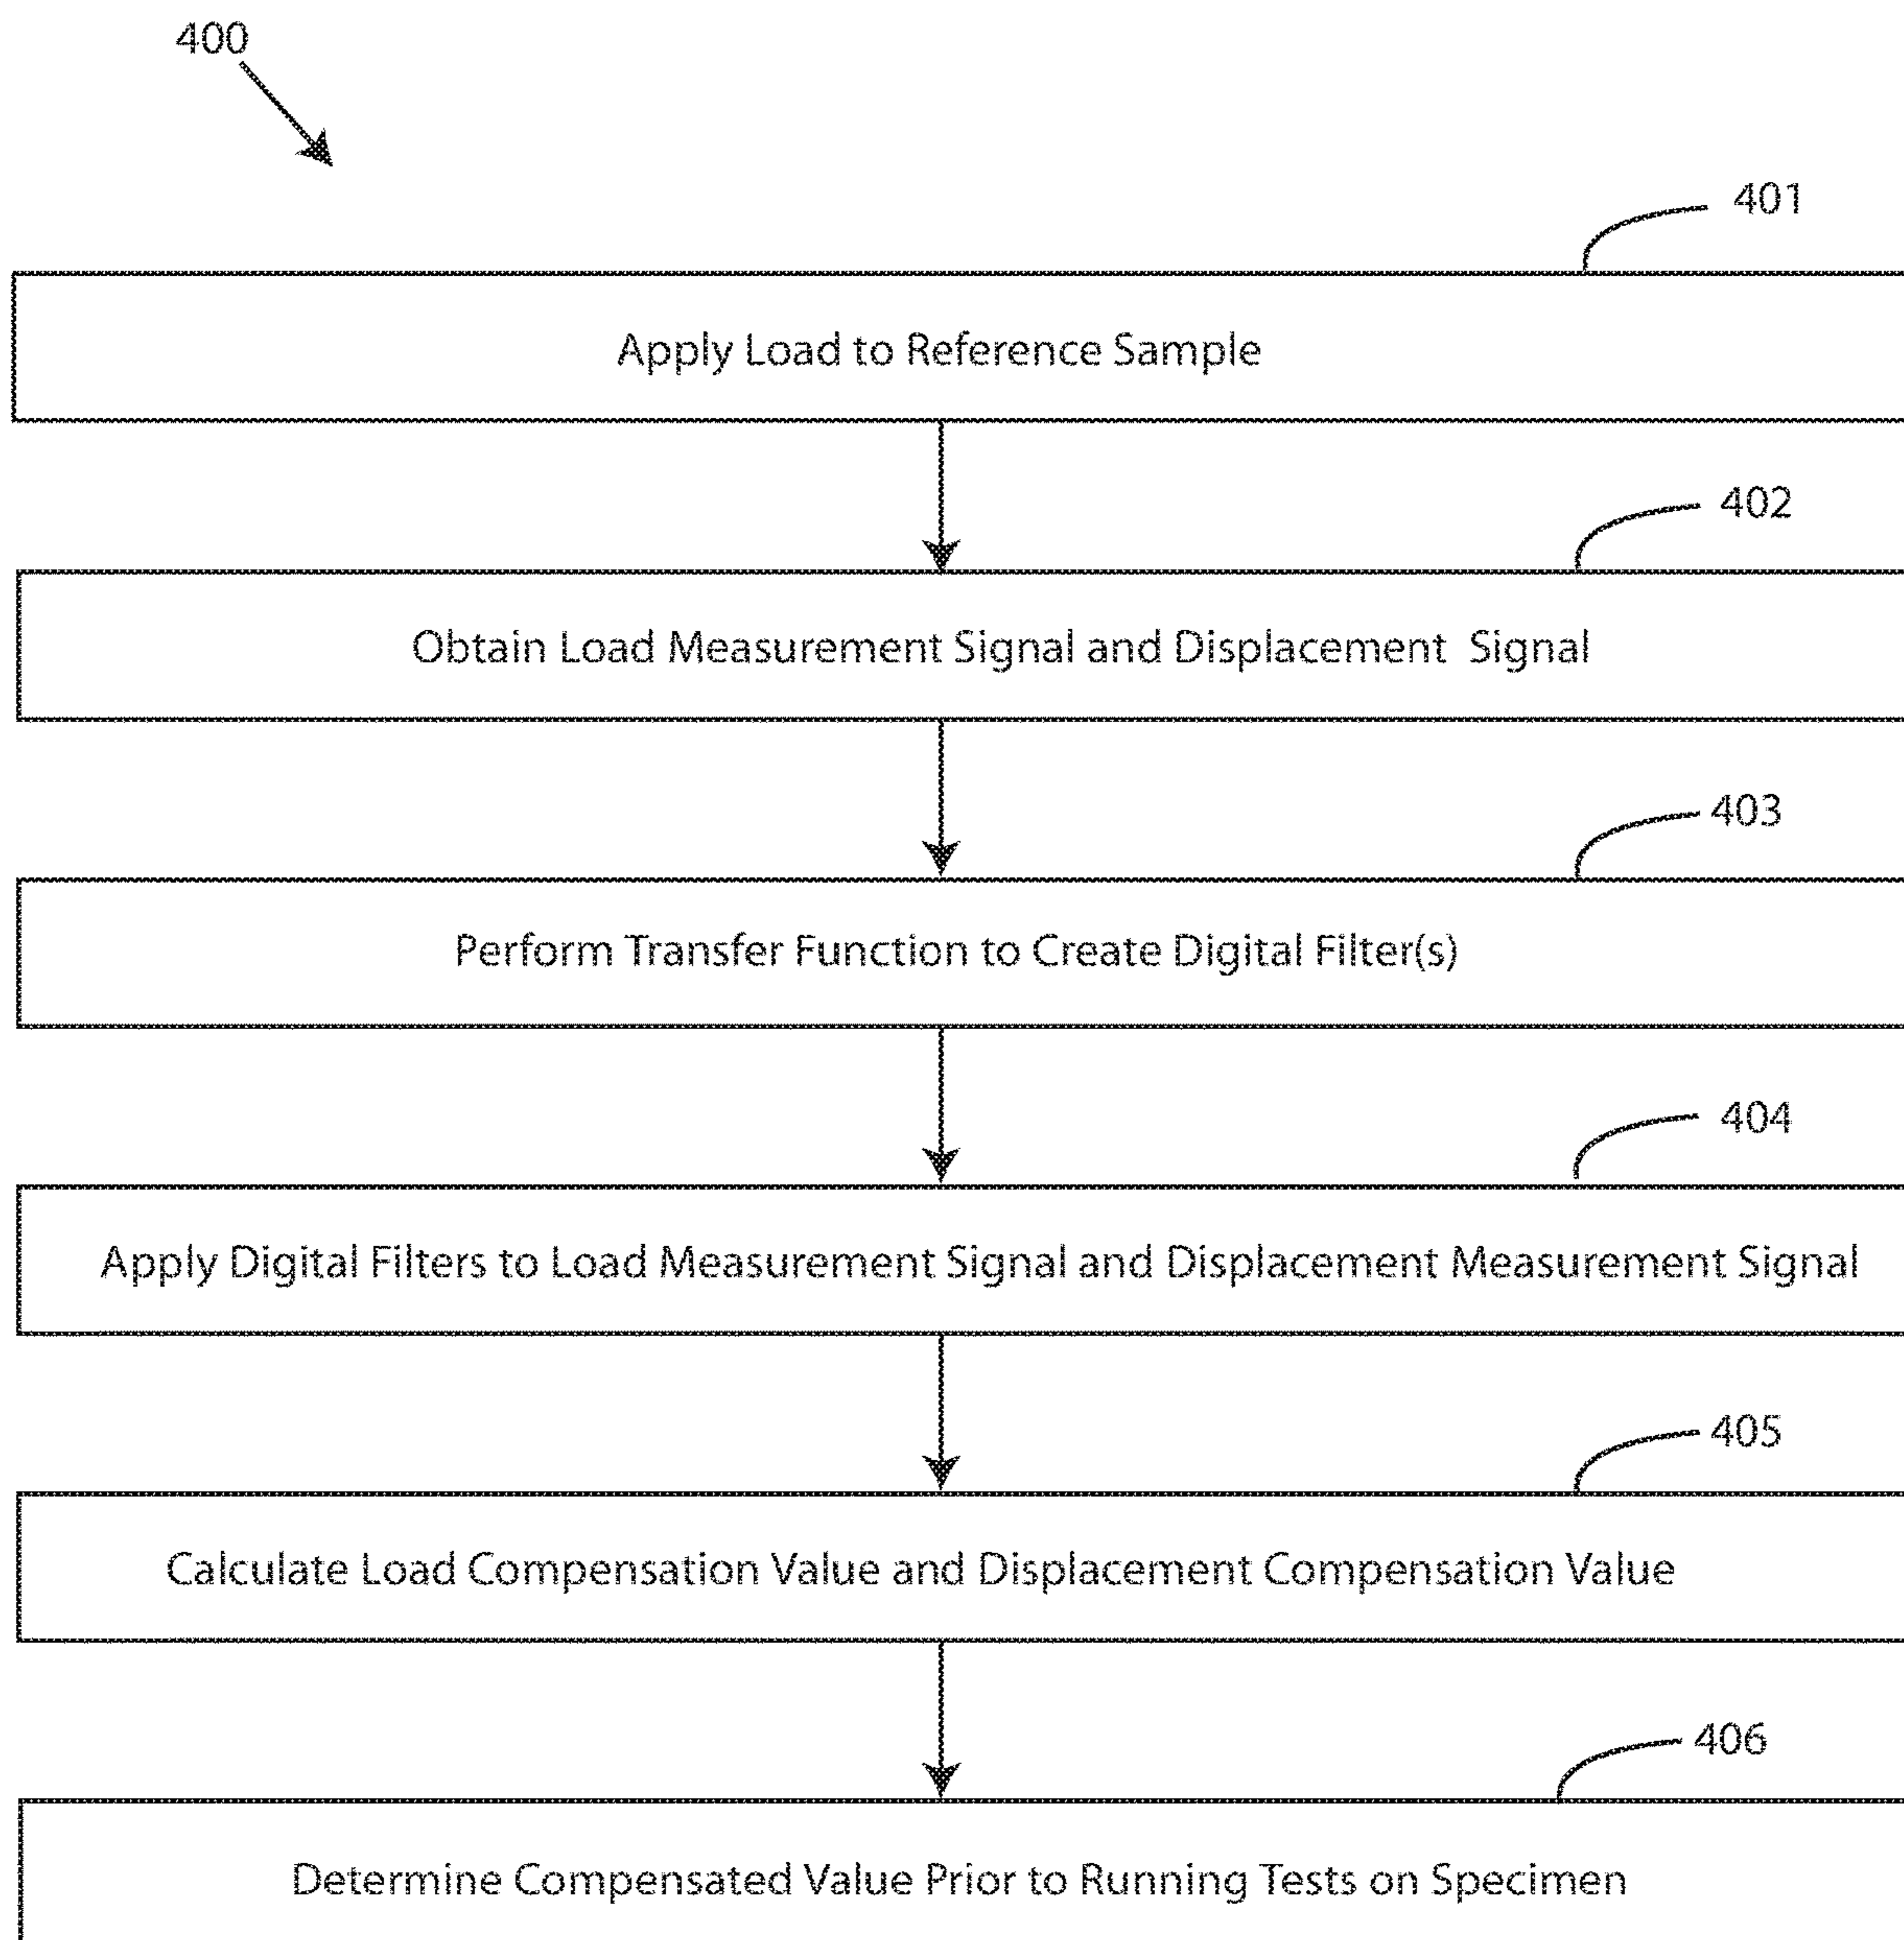 400
401
Apply Load to Reference Sample
402
Obtain Load Measurement Signal and Displacement Signal
403
Perform Transfer Function to Create Digital Filter(s)
404
Apply Digital Filters to Load Measurement Signal and Displacement Measurement Signal
405
Calculate Load Compensation Value and Displacement Compensation Value
406
Determine Compensated Value Prior to Running Tests on Specimen